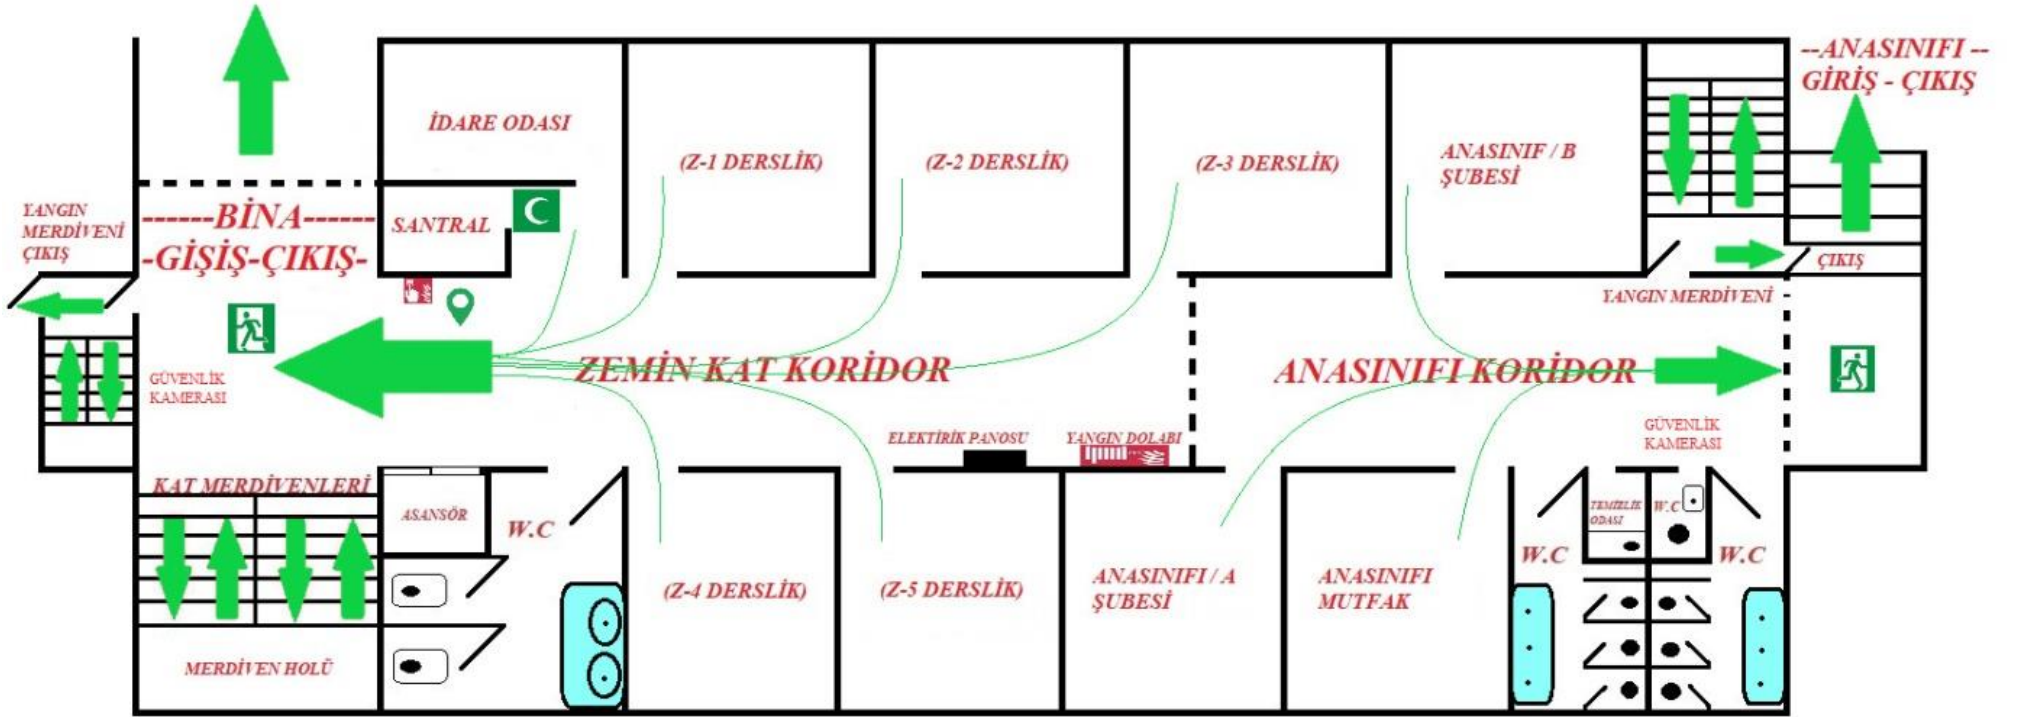 --ANASINIFI --
GİRİŞ - ÇIKIŞ
İDARE ODASI
(Z-1 DERSLİK)
(Z-2 DERSLİK)
(Z-3 DERSLİK)
ANASINIF / B
ŞUBESİ
YANGIN
MERDİVENİ
ÇIKIŞ
------BİNA------
-GİŞİŞ-ÇIKIŞ-
SANTRAL
ÇIKIŞ
YANGIN MERDİVENİ
ZEMİN KAT KORİDOR
ANASINIFI KORİDOR
GÜVENLİK
KAMERASI
ELEKTİRİK PANOSU
YANGIN DOLABI
GÜVENLİK
KAMERASI
KAT MERDİVENLERİ
ASANSÖR
W.C
TEMİZLİK
ODASI
W.C
W.C
W.C
(Z-4 DERSLİK)
(Z-5 DERSLİK)
ANASINIFI / A
ŞUBESİ
ANASINIFI
MUTFAK
MERDİVEN HOLÜ